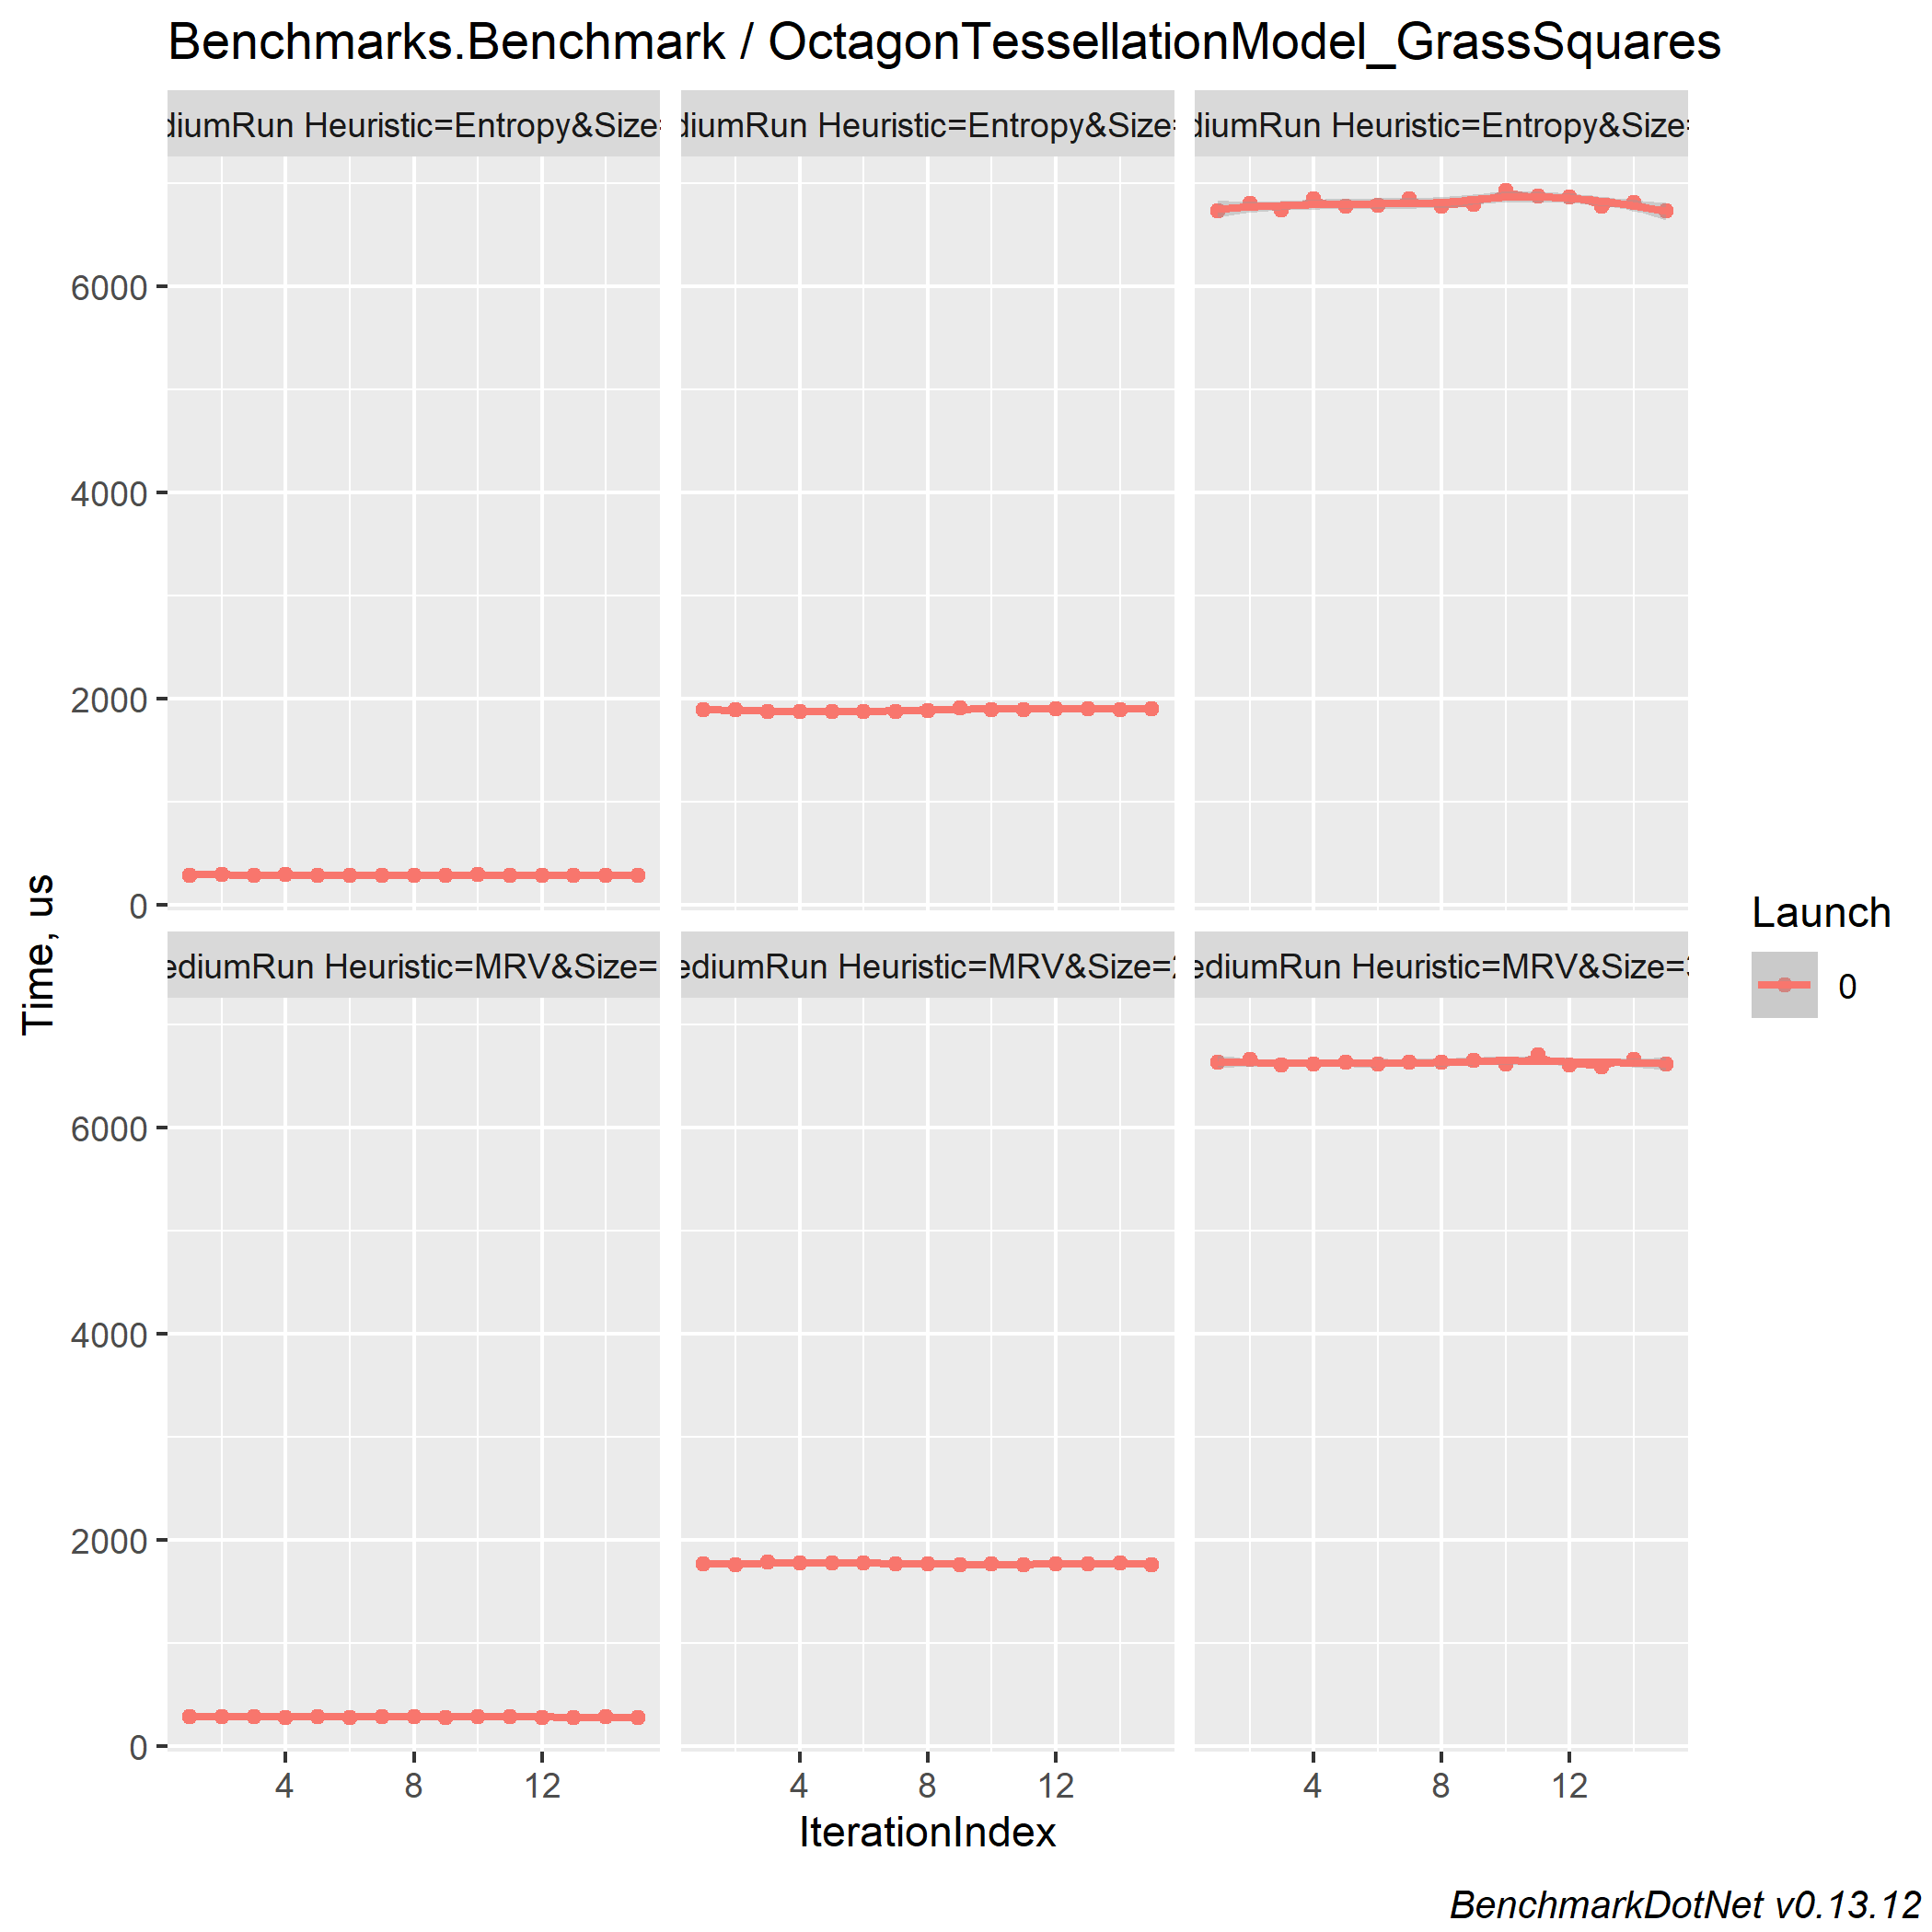 Benchmarks.Benchmark / OctagonTessellationModel_GrassSquares
diumRun Heuristic=Entropy&Size= diumRun Heuristic=Entropy&Size= diumRun Heuristic=Entropy&Size=
6000
4000
2000
0
Time, us
ediumRun Heuristic=MRV&Size= ediumRun Heuristic=MRV&Size=2 ediumRun Heuristic=MRV&Size=3
6000
4000
2000
0
4 8 12 4 8 12 4 8 12
IterationIndex
Launch
0
BenchmarkDotNet v0.13.12